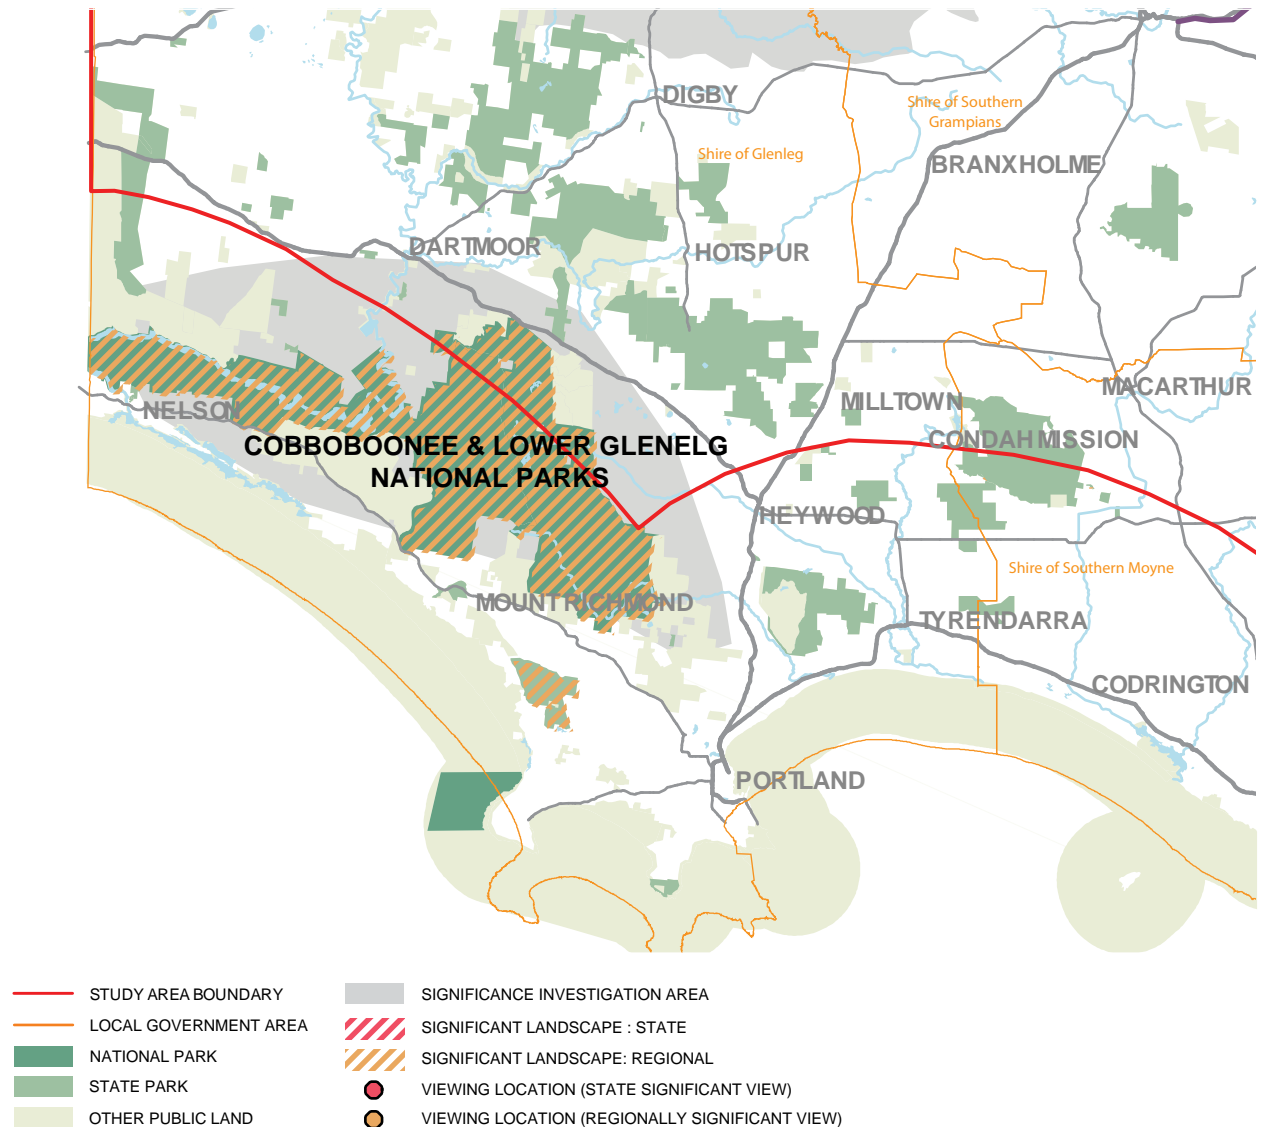 DIGBY
Shire of Southern
Grampians
Shire of Glenleg
BRANXHOLME
DARTMOOR
HOTSPUR
MACARTHUR
NELSON
MILLTOWN
COBBOBOONEE & LOWER GLENELG
NATIONAL PARKS
CONDAH MISSION
HEYWOOD
Shire of Southern Moyne
MOUNT RICHMOND
TYRENDARRA
CODRINGTON
PORTLAND
STUDY AREA BOUNDARY
LOCAL GOVERNMENT AREA
NATIONAL PARK
STATE PARK
OTHER PUBLIC LAND
SIGNIFICANCE INVESTIGATION AREA
SIGNIFICANT LANDSCAPE : STATE
SIGNIFICANT LANDSCAPE: REGIONAL
VIEWING LOCATION (STATE SIGNIFICANT VIEW)
VIEWING LOCATION (REGIONALLY SIGNIFICANT VIEW)